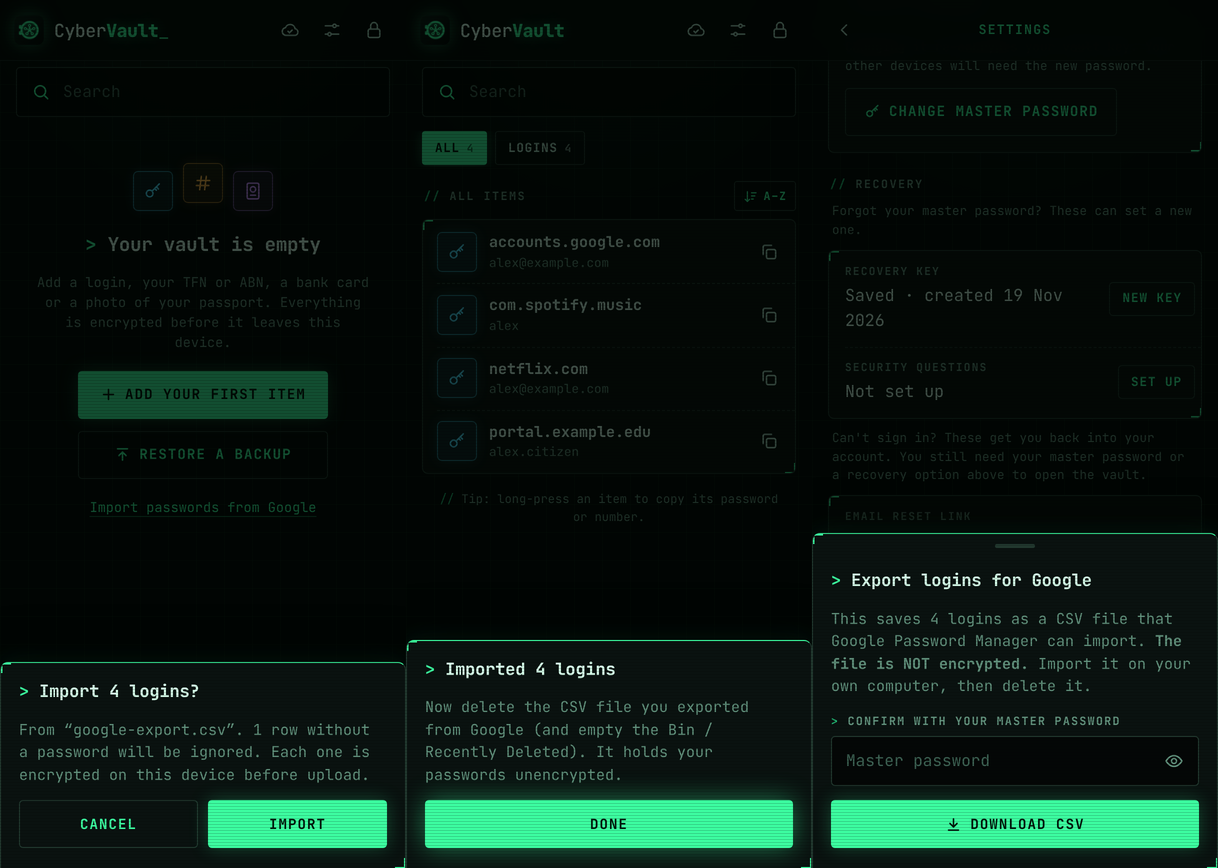 CyberVault_
Search
> Your vault is empty
Add a login, your TFN or ABN, a bank card
or a photo of your passport. Everything
is encrypted before it leaves this
device.
+ ADD YOUR FIRST ITEM
RESTORE A BACKUP
Import passwords from Google
> Import 4 logins?
From “google-export.csv”. 1 row without
a password will be ignored. Each one is
encrypted on this device before upload.
CANCEL
IMPORT
CyberVault
Search
ALL 4
LOGINS 4
// ALL ITEMS
A-Z
accounts.google.com
alex@example.com
com.spotify.music
alex
netflix.com
alex@example.com
portal.example.edu
alex.citizen
// Tip: long-press an item to copy its password
or number.
> Imported 4 logins
Now delete the CSV file you exported
from Google (and empty the Bin /
Recently Deleted). It holds your
passwords unencrypted.
DONE
SETTINGS
other devices will need the new password.
CHANGE MASTER PASSWORD
// RECOVERY
Forgot your master password? These can set a new
one.
RECOVERY KEY
Saved · created 19 Nov
2026
NEW KEY
SECURITY QUESTIONS
Not set up
SET UP
Can't sign in? These get you back into your
account. You still need your master password or
a recovery option above to open the vault.
EMAIL RESET LINK
> Export logins for Google
This saves 4 logins as a CSV file that
Google Password Manager can import. The
file is NOT encrypted. Import it on your
own computer, then delete it.
> CONFIRM WITH YOUR MASTER PASSWORD
Master password
DOWNLOAD CSV